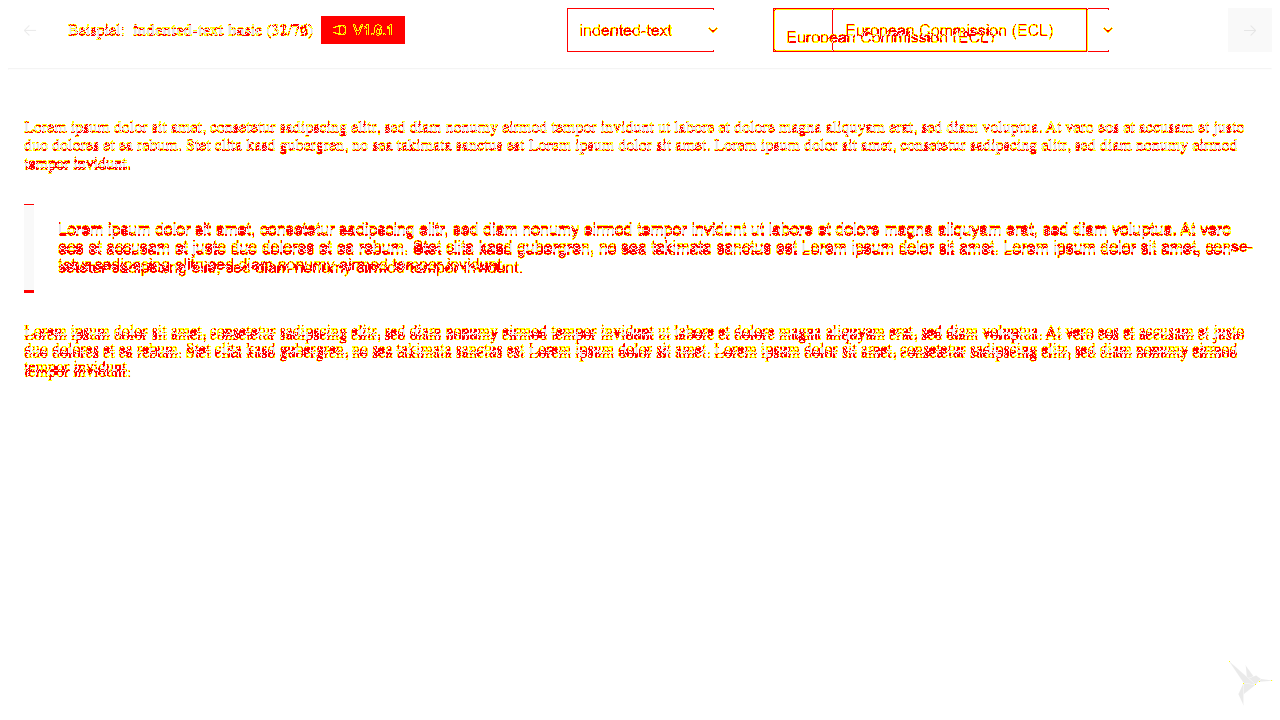 Beispiel: Indented-text basic
indented-text
European Commission (ECL)
Lorem ipsum dolor sit amet, consetetur sadipscing elitr, sed diam nonumy eirmod tempor invidunt ut labore et dolore magna aliquyam erat, sed diam voluptua. At vero eos et accusam et justo
duo dolores et ea rebum. Stet clita kasd gubergren, no sea takimata sanctus est Lorem ipsum dolor sit amet. Lorem ipsum dolor sit amet, consetetur sadipscing elitr, sed diam nonumy eirmod
tempor invidunt.
Lorem ipsum dolor sit amet, consetetur sadipscing elitr, sed diam nonumy eirmod tempor invidunt ut labore et dolore magna aliquyam erat, sed diam voluptua. At vero
eos et accusam et justo duo dolores et ea rebum. Stet clita kasd gubergren, no sea takimata sanctus est Lorem ipsum dolor sit amet. Lorem ipsum dolor sit amet, conse-
tetur sadipscing elitr, sed diam nonumy eirmod tempor invidunt.
Lorem ipsum dolor sit amet, consetetur sadipscing elitr, sed diam nonumy eirmod tempor invidunt ut labore et dolore magna aliquyam erat, sed diam voluptua. At vero eos et accusam et justo
duo dolores et ea rebum. Stet clita kasd gubergren, no sea takimata sanctus est Lorem ipsum dolor sit amet. Lorem ipsum dolor sit amet, consetetur sadipscing elitr, sed diam nonumy eirmod
tempor invidunt.